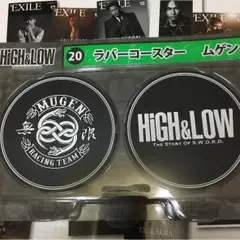 EXILE
EXILE
HiGH&LOW
20 ラバーコースター ムゲン
MUGEN
無 限
RACING TEAM
HiGH&LOW
THE STORY OF S.W.O.R.D.